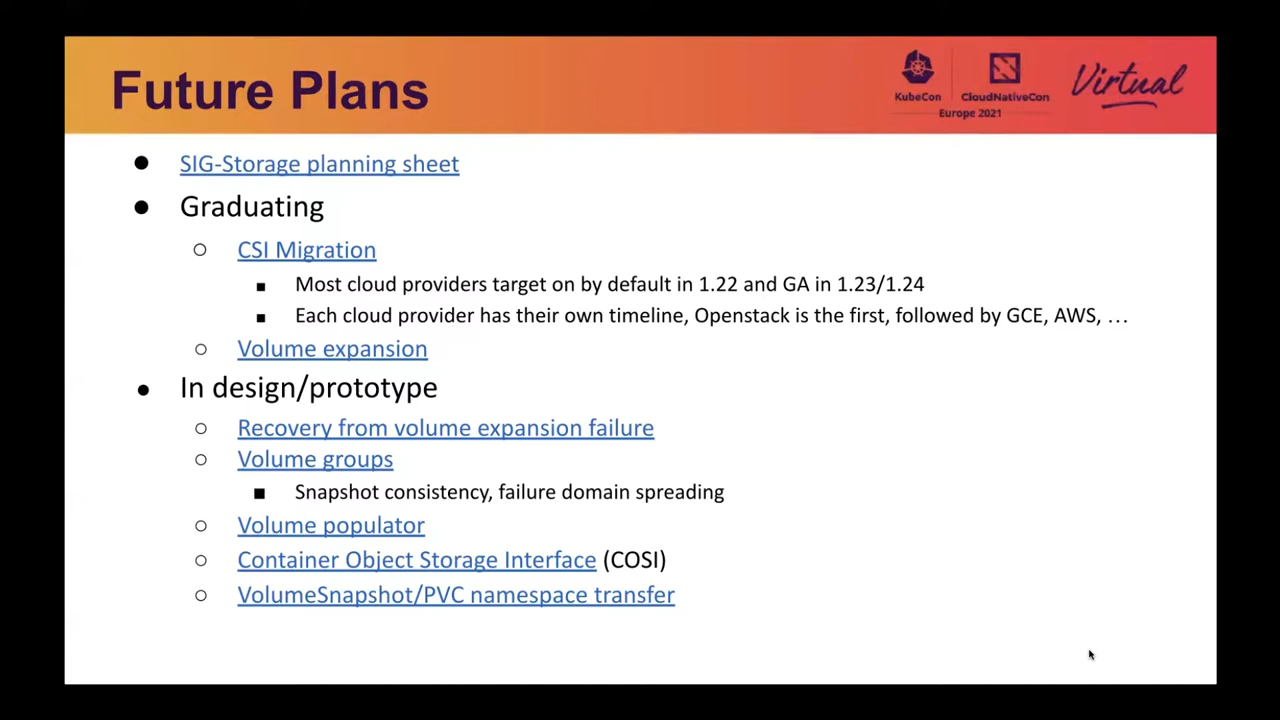 Future Plans
KubeCon
CloudNativeCon
Europe 2021
Virtual
● SIG-Storage planning sheet
● Graduating
○ CSI Migration
■ Most cloud providers target on by default in 1.22 and GA in 1.23/1.24
■ Each cloud provider has their own timeline, Openstack is the first, followed by GCE, AWS, …
○ Volume expansion
● In design/prototype
○ Recovery from volume expansion failure
○ Volume groups
■ Snapshot consistency, failure domain spreading
○ Volume populator
○ Container Object Storage Interface (COSI)
○ VolumeSnapshot/PVC namespace transfer